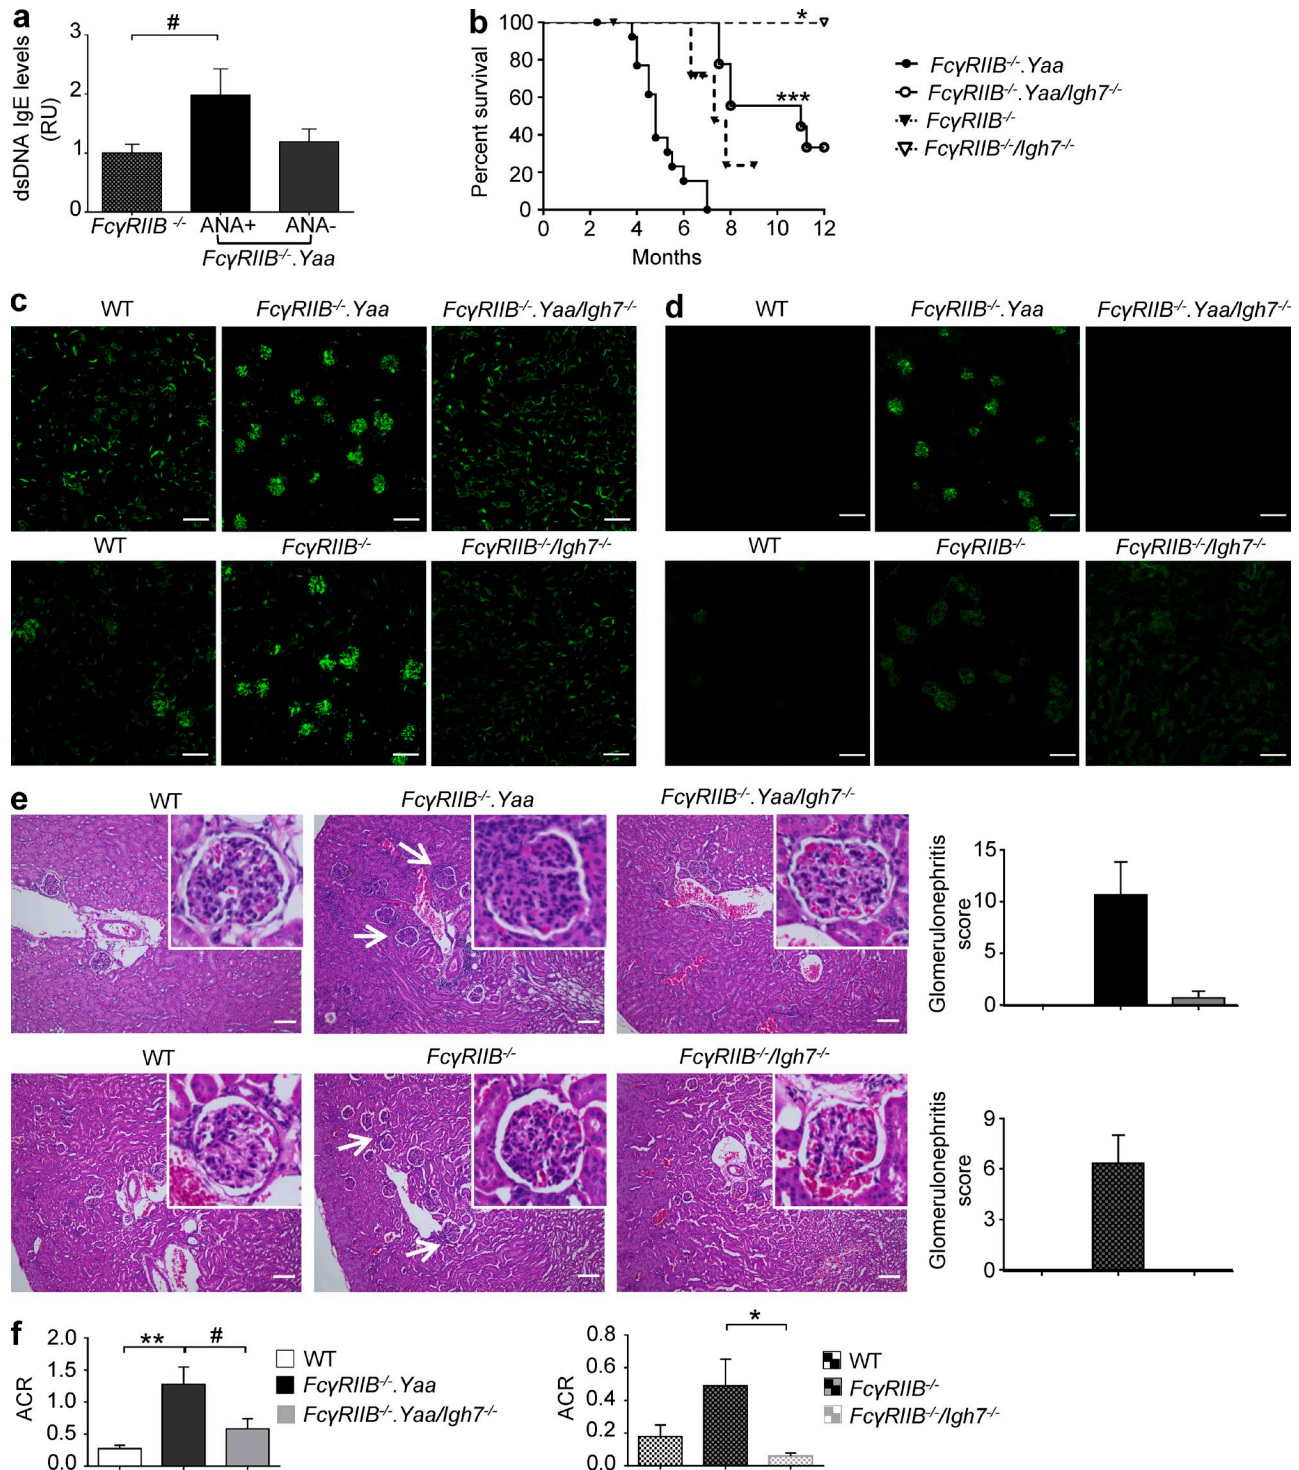 a
dsDNA IgE levels
(RU)
3
2
1
0
#
FcγRIIB -/-
ANA+
ANA-
FcγRIIB-/-.Yaa
b
Percent survival
100
80
60
40
20
0
0 2 4 6 8 10 12
Months
*
***
FcγRIIB-/-.Yaa
FcγRIIB-/-.Yaa/Igh7-/-
FcγRIIB-/-
FcγRIIB-/-/Igh7-/-
c
WT
FcγRIIB-/-.Yaa
FcγRIIB-/-.Yaa/Igh7-/-
WT
FcγRIIB-/-
FcγRIIB-/-/Igh7-/-
d
WT
FcγRIIB-/-.Yaa
FcγRIIB-/-.Yaa/Igh7-/-
WT
FcγRIIB-/-
FcγRIIB-/-/Igh7-/-
e
WT
FcγRIIB-/-.Yaa
FcγRIIB-/-.Yaa/Igh7-/-
Glomerulonephritis
score
15
10
5
0
WT
FcγRIIB-/-
FcγRIIB-/-/Igh7-/-
Glomerulonephritis
score
9
6
3
0
f
ACR
2.0
1.5
1.0
0.5
0.0
**
#
WT
FcγRIIB-/-.Yaa
FcγRIIB-/-.Yaa/Igh7-/-
ACR
0.8
0.6
0.4
0.2
0.0
*
WT
FcγRIIB-/-
FcγRIIB-/-/Igh7-/-